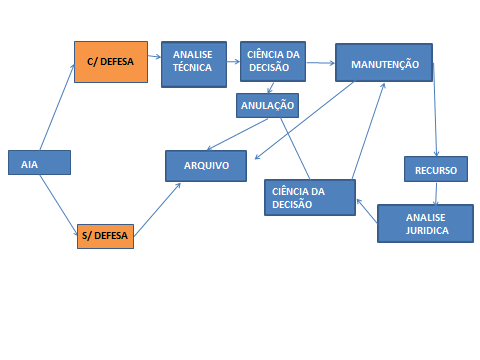 C/ DEFESA
ANALISE
TÉCNICA
CIÊNCIA DA
DECISÃO
MANUTENÇÃO
ANULAÇÃO
AIA
ARQUIVO
RECURSO
CIÊNCIA DA
DECISÃO
ANALISE
JURIDICA
S/ DEFESA